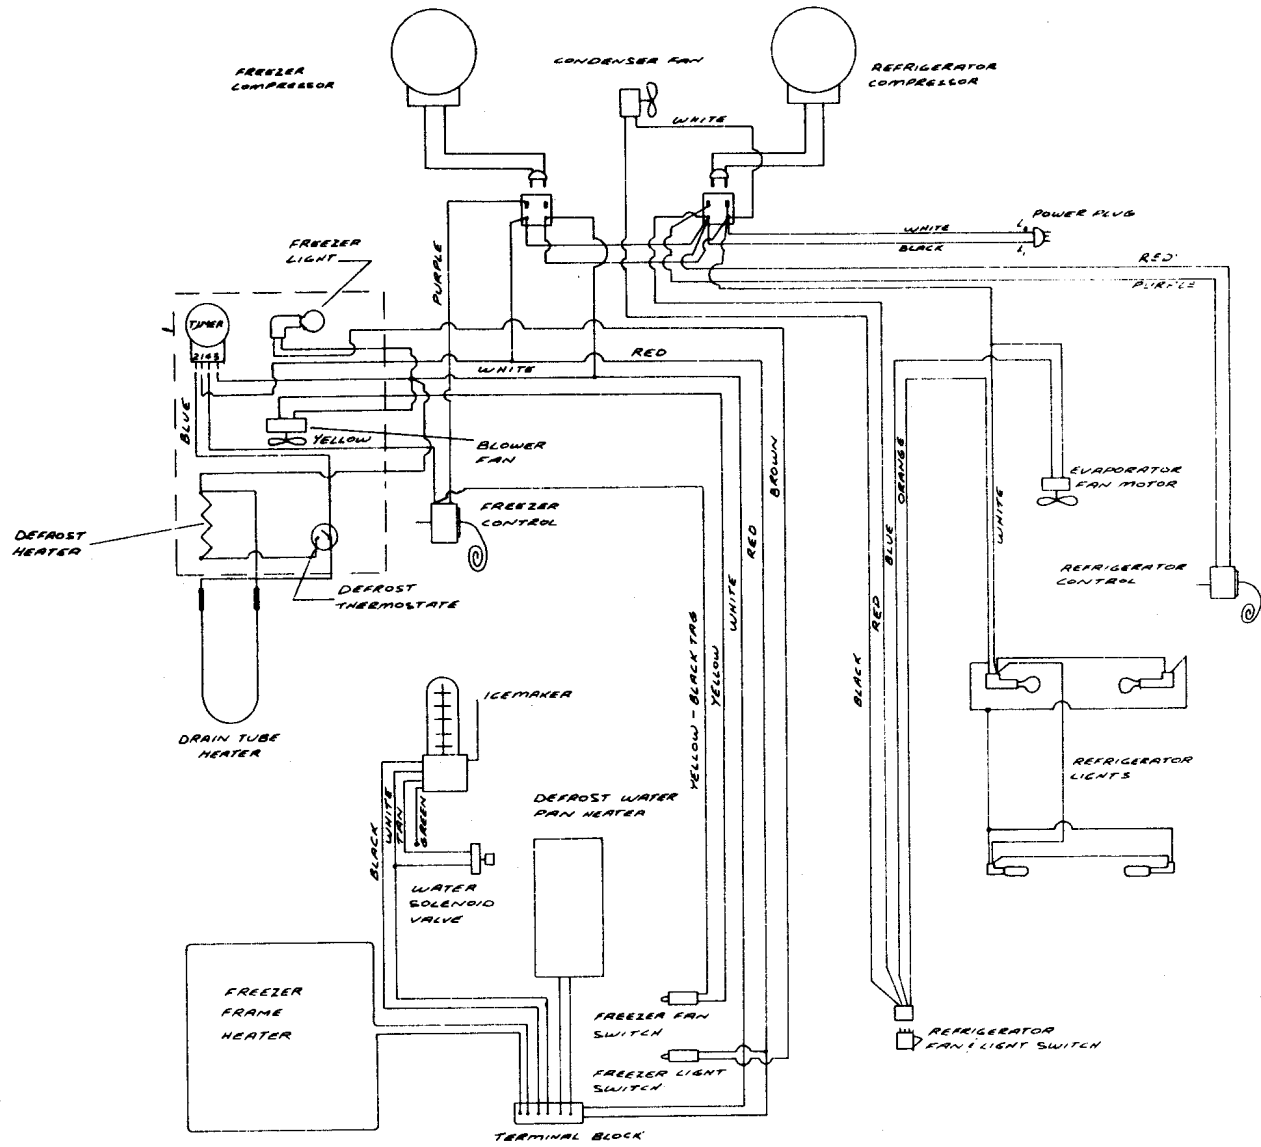 FREEZER
COMPRESSOR
CONDENSER FAN
REFRIGERATOR
COMPRESSOR
WHITE
POWER PLUG
WHITE
L
BLACK
L
RED
PURPLE
FREEZER
LIGHT
PURPLE
TIMER
2143
RED
WHITE
BLUE
YELLOW
BLOWER
FAN
BROWN
ORANGE
EVAPORATOR
FAN MOTOR
DEFROST
HEATER
FREEZER
CONTROL
RED
BLUE
WHITE
REFRIGERATOR
CONTROL
DEFROST
THERMOSTATE
WHITE
RED
YELLOW-BLACK TAG
YELLOW
BLACK
ICEMAKER
DRAIN TUBE
HEATER
REFRIGERATOR
LIGHTS
DEFROST WATER
PAN HEATER
BLACK
WHITE
TAN
GREEN
WATER
SOLENOID
VALVE
FREEZER
FRAME
HEATER
FREEZER FAN
SWITCH
REFRIGERATOR
FAN & LIGHT SWITCH
FREEZER LIGHT
SWITCH
TERMINAL BLOCK